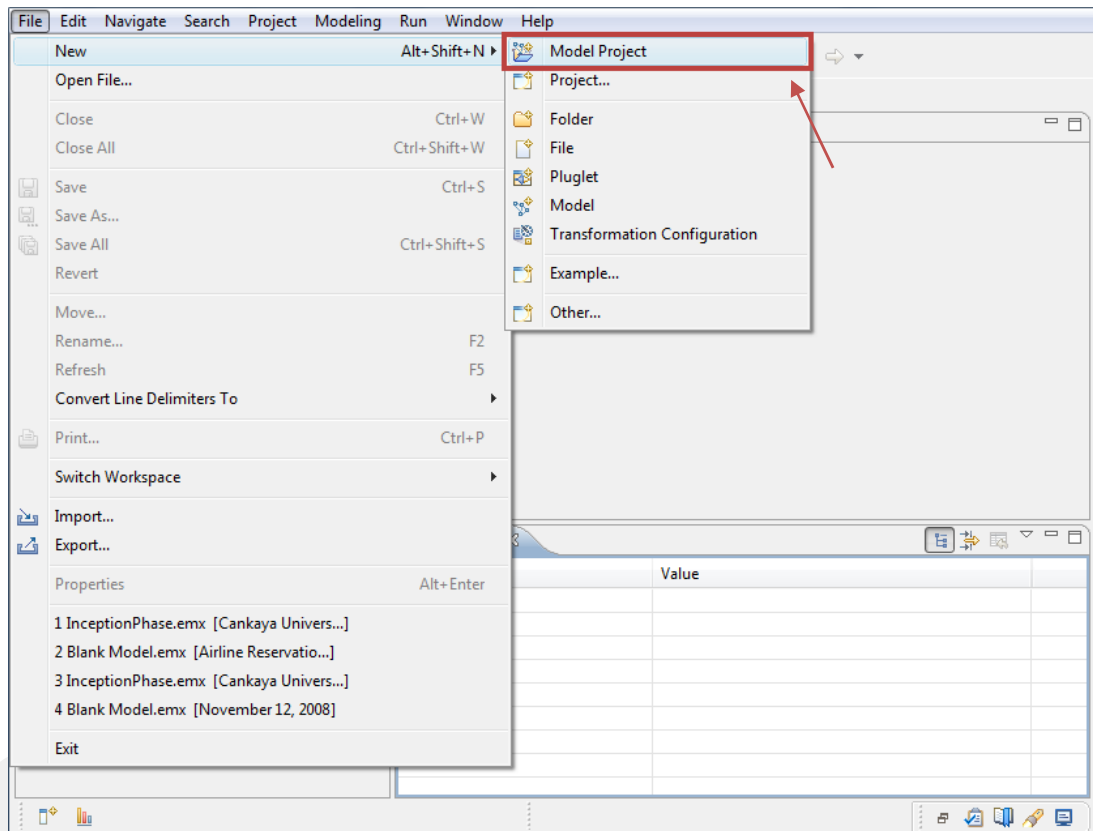 File Edit Navigate Search Project Modeling Run Window Help
New Alt+Shift+N
Open File...
Close Ctrl+W
Close All Ctrl+Shift+W
Save Ctrl+S
Save As...
Save All Ctrl+Shift+S
Revert
Move...
Rename... F2
Refresh F5
Convert Line Delimiters To
Print... Ctrl+P
Switch Workspace
Import...
Export...
Properties Alt+Enter
1 InceptionPhase.emx [Cankaya Univers...]
2 Blank Model.emx [Airline Reservatio...]
3 InceptionPhase.emx [Cankaya Univers...]
4 Blank Model.emx [November 12, 2008]
Exit
Model Project
Project...
Folder
File
Pluglet
Model
Transformation Configuration
Example...
Other...
Value